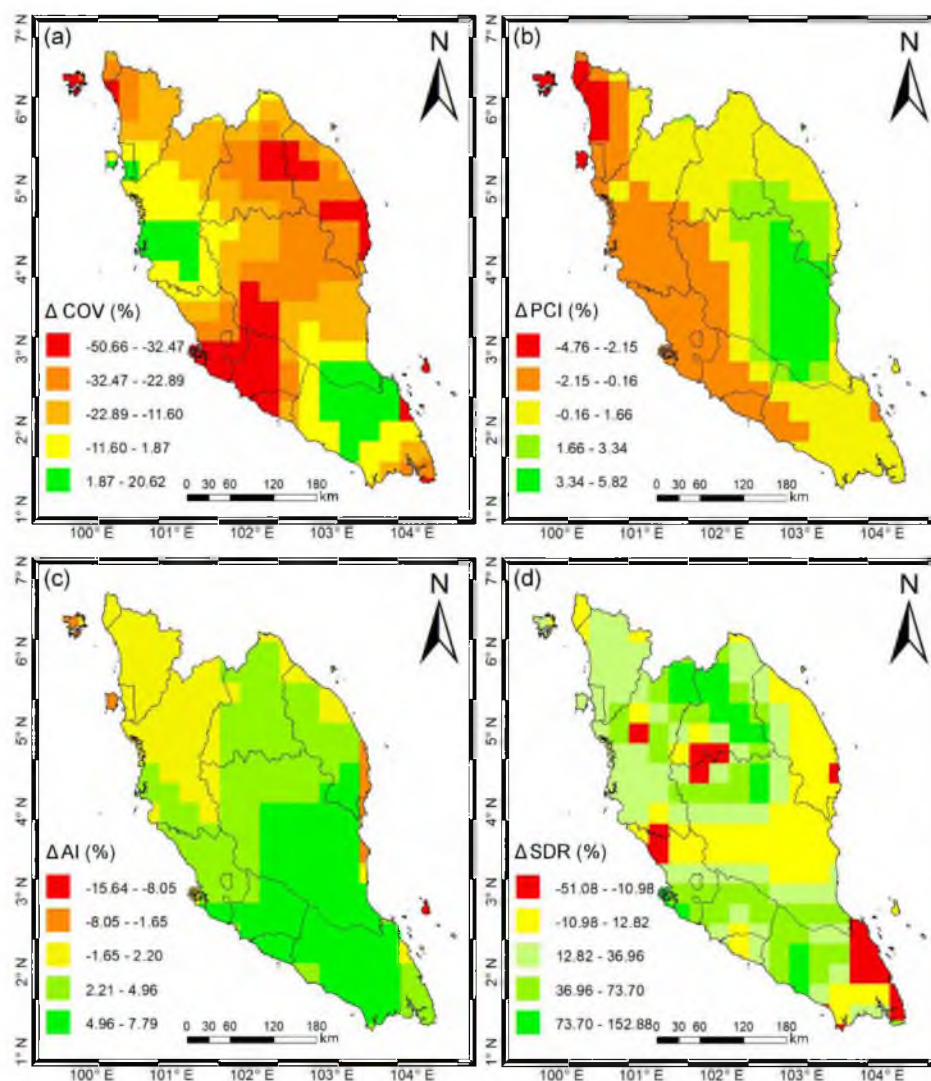 (a)
N
7° N
6° N
5° N
4° N
3° N
2° N
1° N
Δ COV (%)
-50.66 - -32.47
-32.47 - -22.89
-22.89 - -11.60
-11.60 - 1.87
1.87 - 20.62
0 30 60 120 180
km
100° E 101° E 102° E 103° E 104° E
(b)
N
7° N
6° N
5° N
4° N
3° N
2° N
1° N
Δ PCI (%)
-4.76 - -2.15
-2.15 - -0.16
-0.16 - 1.66
1.66 - 3.34
3.34 - 5.82
0 30 60 120 180
km
100° E 101° E 102° E 103° E 104° E
(c)
N
7° N
6° N
5° N
4° N
3° N
2° N
1° N
Δ AI (%)
-15.64 - -8.05
-8.05 - -1.65
-1.65 - 2.20
2.21 - 4.96
4.96 - 7.79
0 30 60 120 180
km
100° E 101° E 102° E 103° E 104° E
(d)
N
7° N
6° N
5° N
4° N
3° N
2° N
1° N
Δ SDR (%)
-51.08 - -10.98
-10.98 - 12.82
12.82 - 36.96
36.96 - 73.70
73.70 - 152.88
0 30 60 120 180
km
100° E 101° E 102° E 103° E 104° E